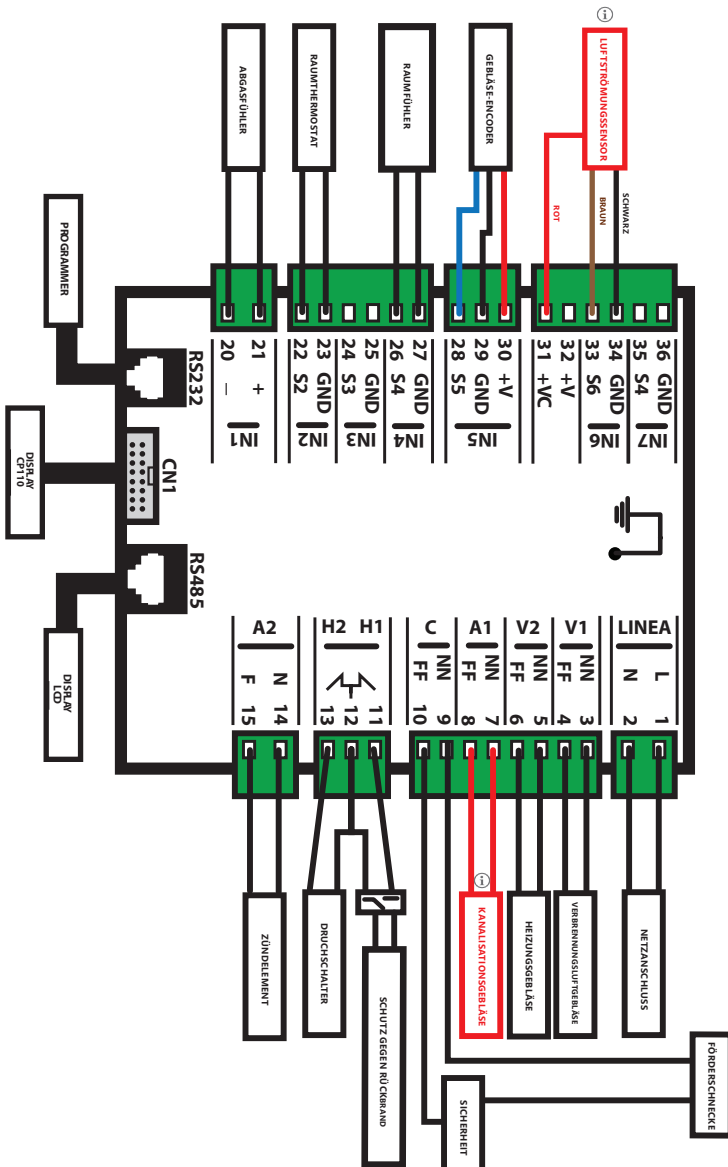 i
ABGASFÜHLER
RAUMTHERMOSTAT
RAUMFÜHLER
GEBLÄSE-ENCODER
LUFTSTRÖMUNGSSENSOR
ROT
BRAUN
SCHWARZ
PROGRAMMER
DISPLAY
CP110
DISPLAY
LCD
RS232
CN1
RS485
20 –
21 +
IN1
22 S2
23 GND
IN2
24 S3
25 GND
IN3
26 S4
27 GND
IN4
28 S5
29 GND
30 +V
IN5
31 +VC
32 +V
33 S6
34 GND
IN6
35 S4
36 GND
IN7
A2
F 15
N 14
H2 H1
13
12
11
C
FF 10
NN 9
A1
FF 8
NN 7
V2
FF 6
NN 5
V1
FF 4
NN 3
LINEA
N 2
L 1
ZÜNDELEMENT
DRUCHSCHALTER
SCHUTZ GEGEN RÜCKBRAND
i
KANALISATIONSGEBLÄSE
HEIZUNGSGEBLÄSE
VERBRENNUNGSLUFTGEBLÄSE
NETZANSCHLUSS
SICHERHEIT
FÖRDERSCHNECKE